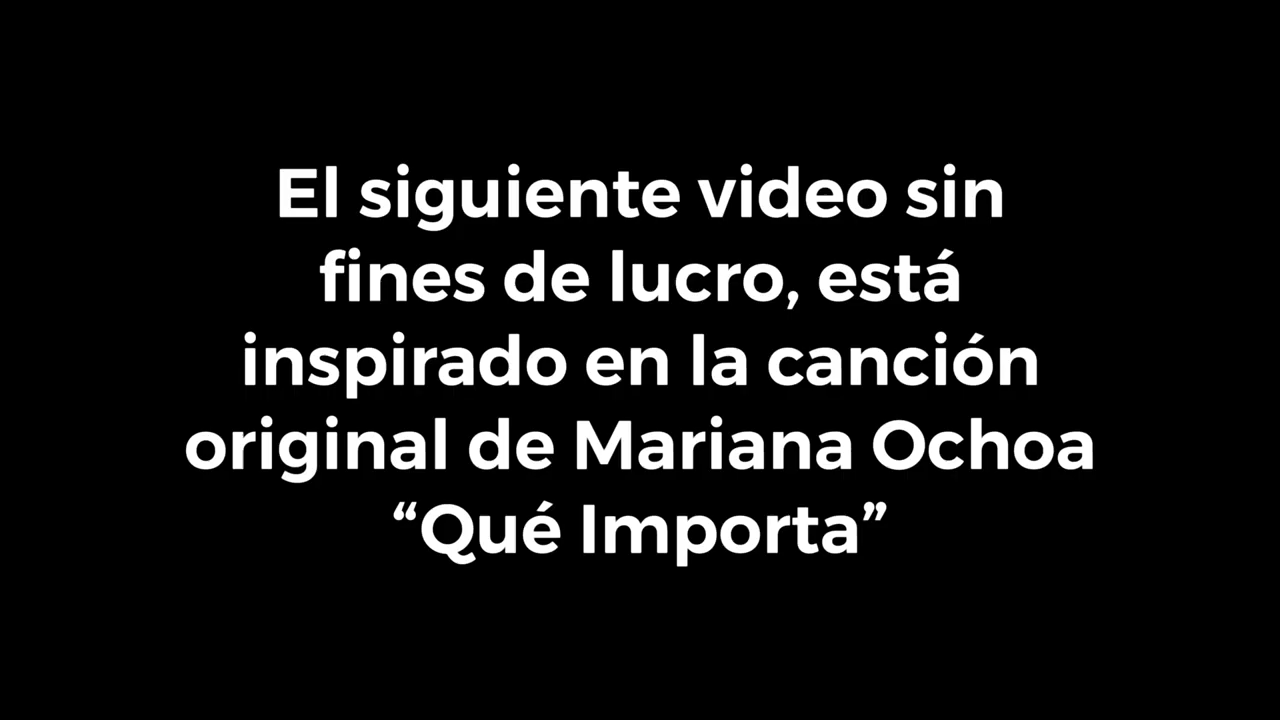 El siguiente video sin
fines de lucro, está
inspirado en la canción
original de Mariana Ochoa
“Qué Importa”